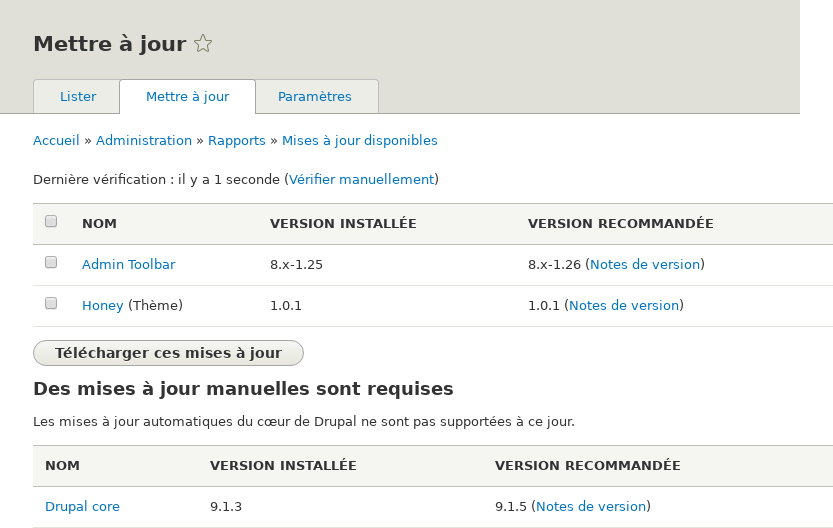 Mettre à jour
Lister Mettre à jour Paramètres
Accueil » Administration » Rapports » Mises à jour disponibles
Dernière vérification : il y a 1 seconde (Vérifier manuellement)
NOM VERSION INSTALLÉE VERSION RECOMMANDÉE
Admin Toolbar 8.x-1.25 8.x-1.26 (Notes de version)
Honey (Thème) 1.0.1 1.0.1 (Notes de version)
Télécharger ces mises à jour
Des mises à jour manuelles sont requises
Les mises à jour automatiques du cœur de Drupal ne sont pas supportées à ce jour.
NOM VERSION INSTALLÉE VERSION RECOMMANDÉE
Drupal core 9.1.3 9.1.5 (Notes de version)